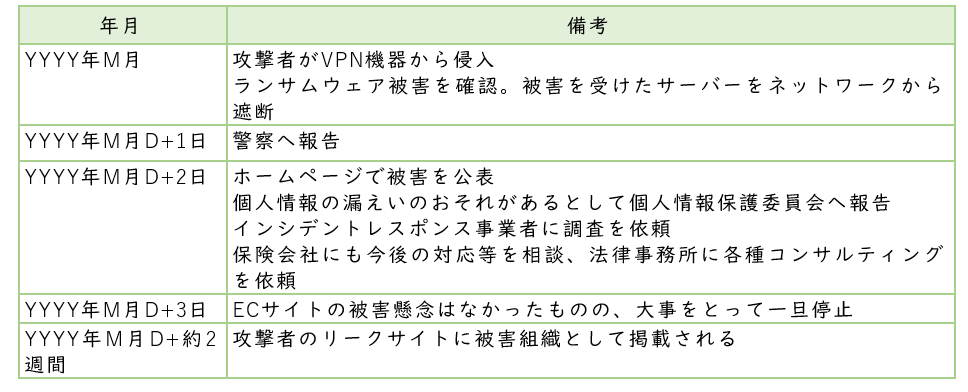 年月 備考
YYYY年M月 攻撃者がVPN機器から侵入
ランサムウェア被害を確認。被害を受けたサーバーをネットワークから
遮断
YYYY年M月D+1日 警察へ報告
YYYY年M月D+2日 ホームページで被害を公表
個人情報の漏えいのおそれがあるとして個人情報保護委員会へ報告
インシデントレスポンス事業者に調査を依頼
保険会社にも今後の対応等を相談、法律事務所に各種コンサルティング
を依頼
YYYY年M月D+3日 ECサイトの被害懸念はなかったものの、大事をとって一旦停止
YYYY年M月D+約2 攻撃者のリークサイトに被害組織として掲載される
週間